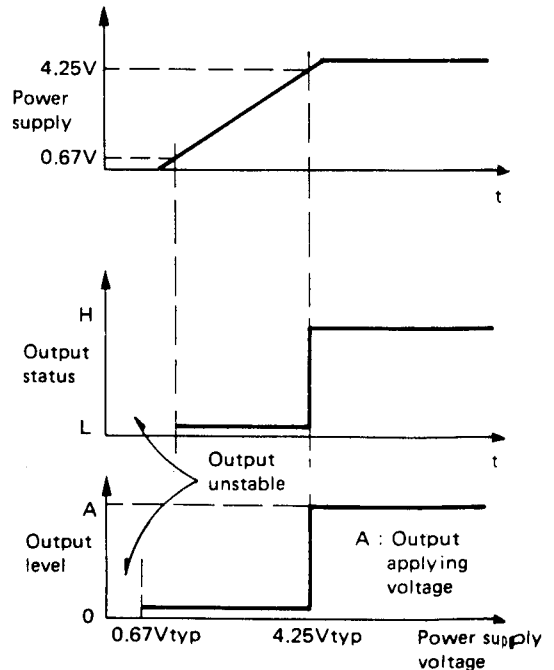 4.25V
Power
supply
0.67V
t
H
Output
status
L
t
Output
unstable
A
Output
level
A : Output
applying
voltage
0
0.67Vtyp
4.25Vtyp
Power supply
voltage